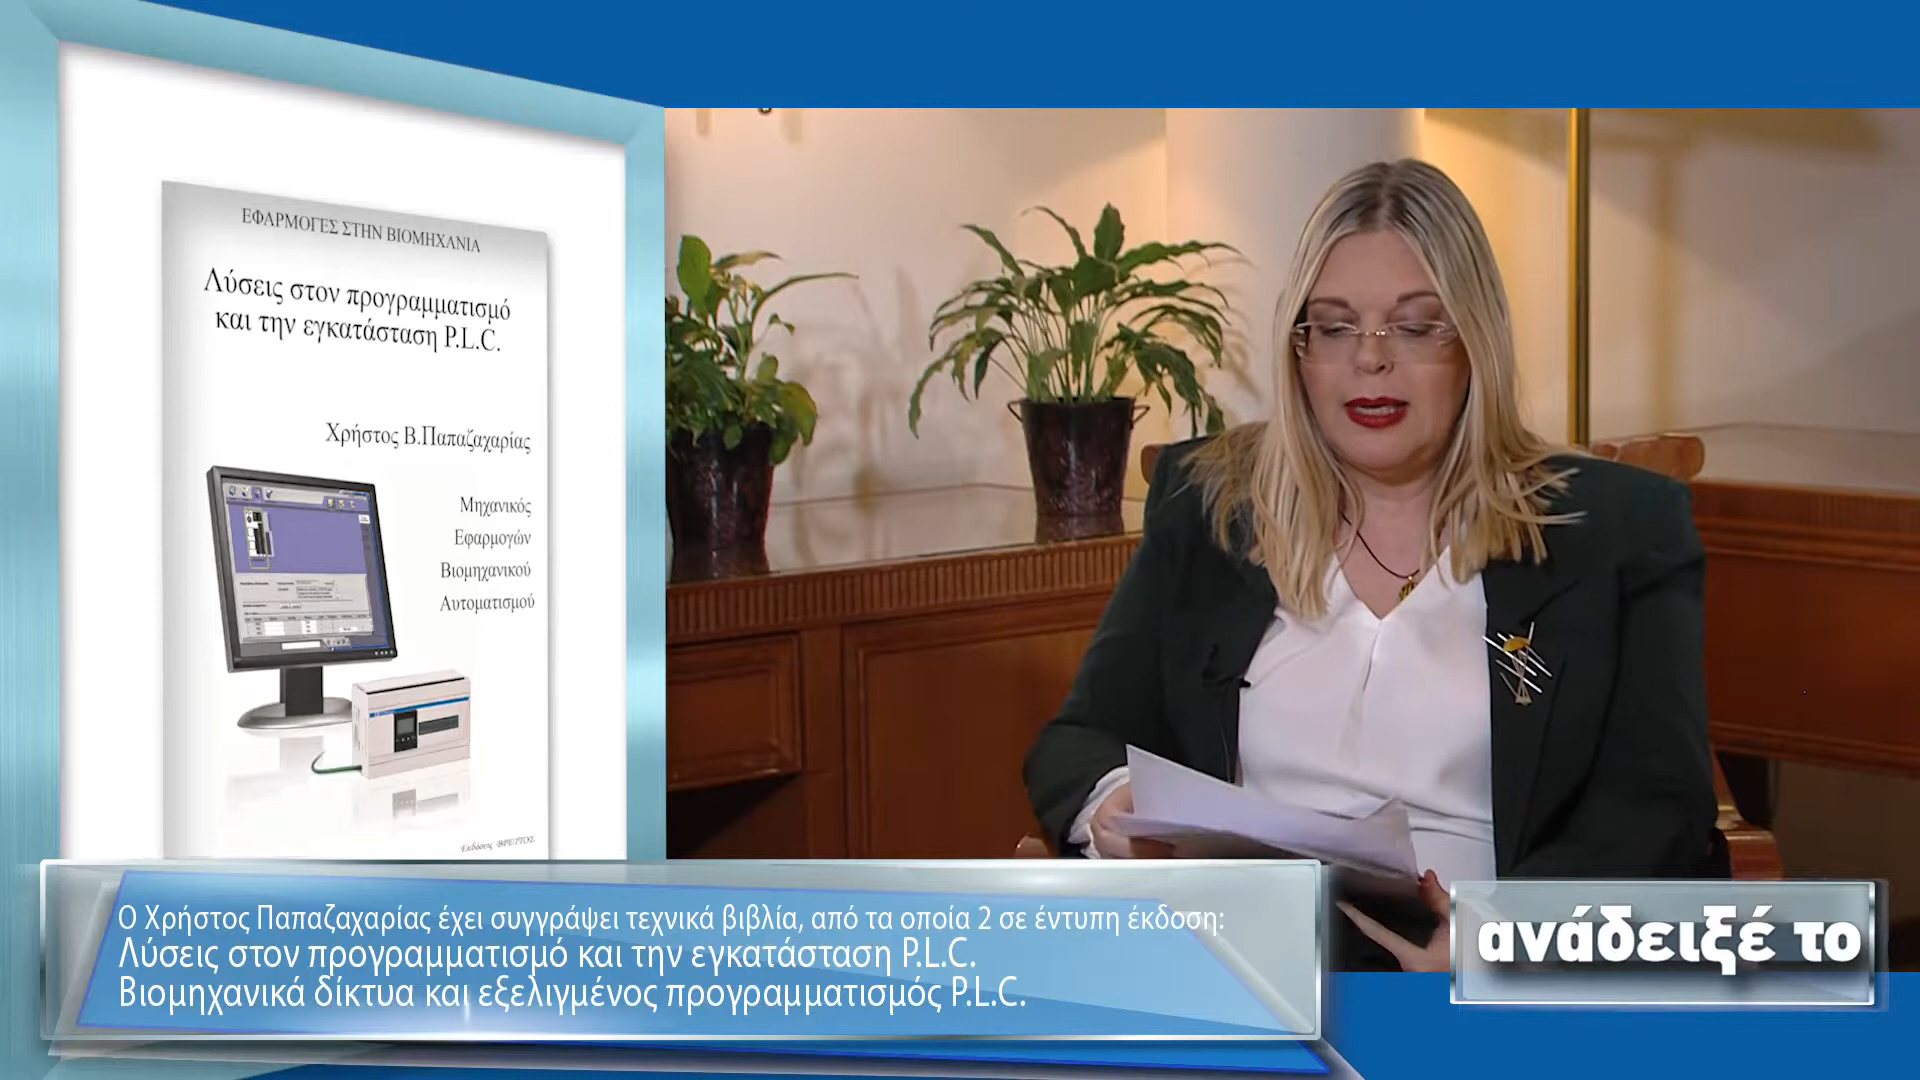 ΕΦΑΡΜΟΓΕΣ ΣΤΗΝ ΒΙΟΜΗΧΑΝΙΑ
Λύσεις στον προγραμματισμό
και την εγκατάσταση P.L.C.
Χρήστος Β.Παπαζαχαρίας
Μηχανικός
Εφαρμογών
Βιομηχανικού
Αυτοματισμού
Εκδόσεις ΒΡΕΤΤΟΣ
Ο Χρήστος Παπαζαχαρίας έχει συγγράψει τεχνικά βιβλία, από τα οποία 2 σε έντυπη έκδοση:
Λύσεις στον προγραμματισμό και την εγκατάσταση P.L.C.
Βιομηχανικά δίκτυα και εξελιγμένος προγραμματισμός P.L.C.
ανάδειξέ το